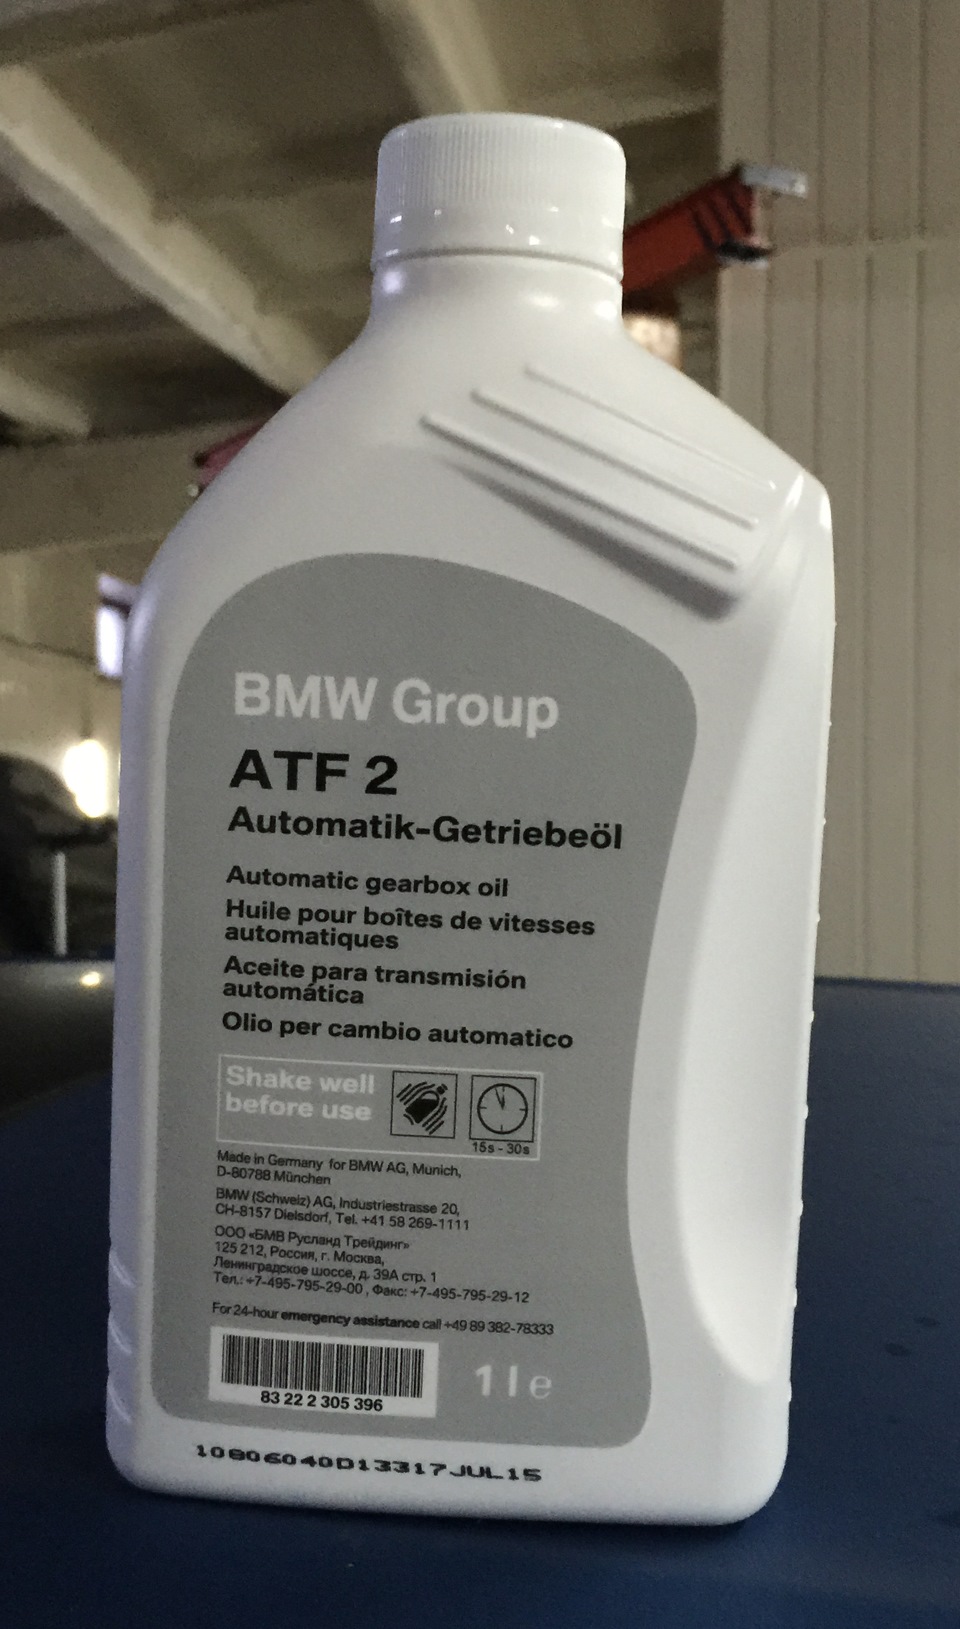 BMW Group
ATF 2
Automatik-Getriebeöl
Automatic gearbox oil
Huile pour boîtes de vitesses
automatiques
Aceite para transmisión
automática
Olio per cambio automatico
Shake well
before use
15s - 30s
Made in Germany for BMW AG, Munich,
D-80788 München
BMW (Schweiz) AG, Industriestrasse 20,
CH-8157 Dielsdorf, Tel. +41 58 269-1111
ООО «БМВ Русланд Трейдинг»
125 212, Россия, г. Москва,
Ленинградское шоссе, д. 39А стр. 1
Тел.: +7-495-795-29-00 , Факс: +7-495-795-29-12
For 24-hour emergency assistance call +49 89 382-78333
83 22 2 305 396
1 l e
10806040D13317JUL15